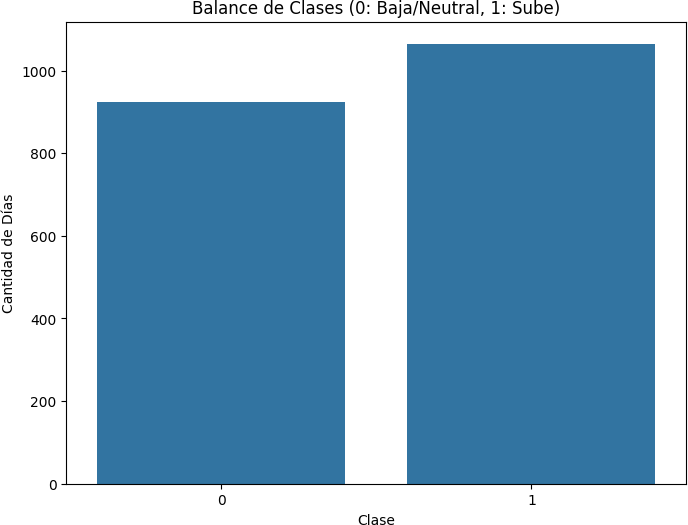 Balance de Clases (0: Baja/Neutral, 1: Sube)
1000
800
600
400
200
0
Cantidad de Días
0 1
Clase